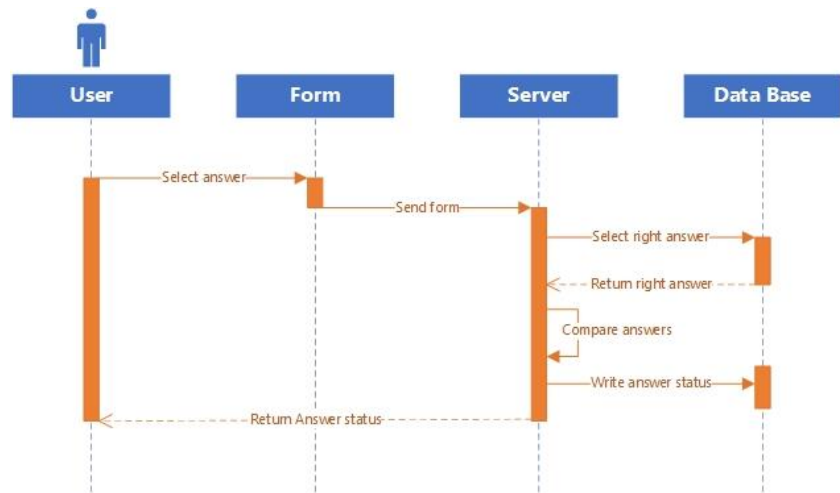 User
Form
Server
Data Base
Select answer
Send form
Select right answer
Return right answer
Compare answers
Write answer status
Return Answer status